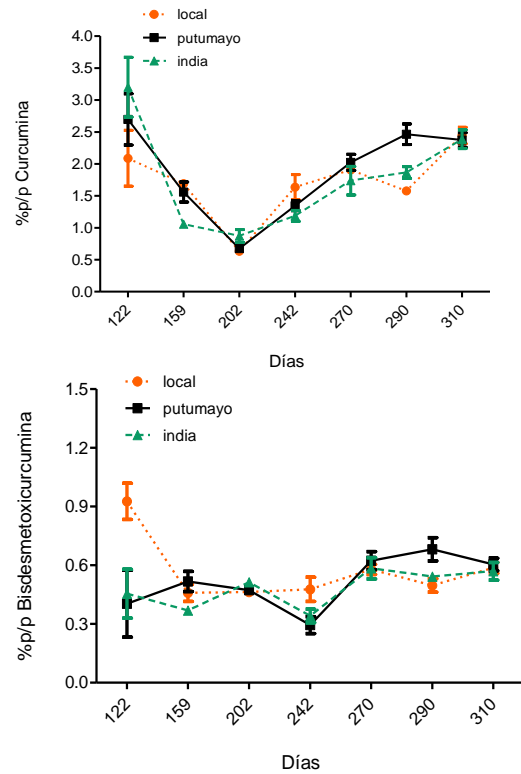 local
putumayo
india
%p/p Curcumina
4.0
3.5
3.0
2.5
2.0
1.5
1.0
0.5
0.0
122 159 202 242 270 290 310
Días
local
putumayo
india
%p/p Bisdesmetoxicurcumina
1.5
1.2
0.9
0.6
0.3
0.0
122 159 202 242 270 290 310
Días